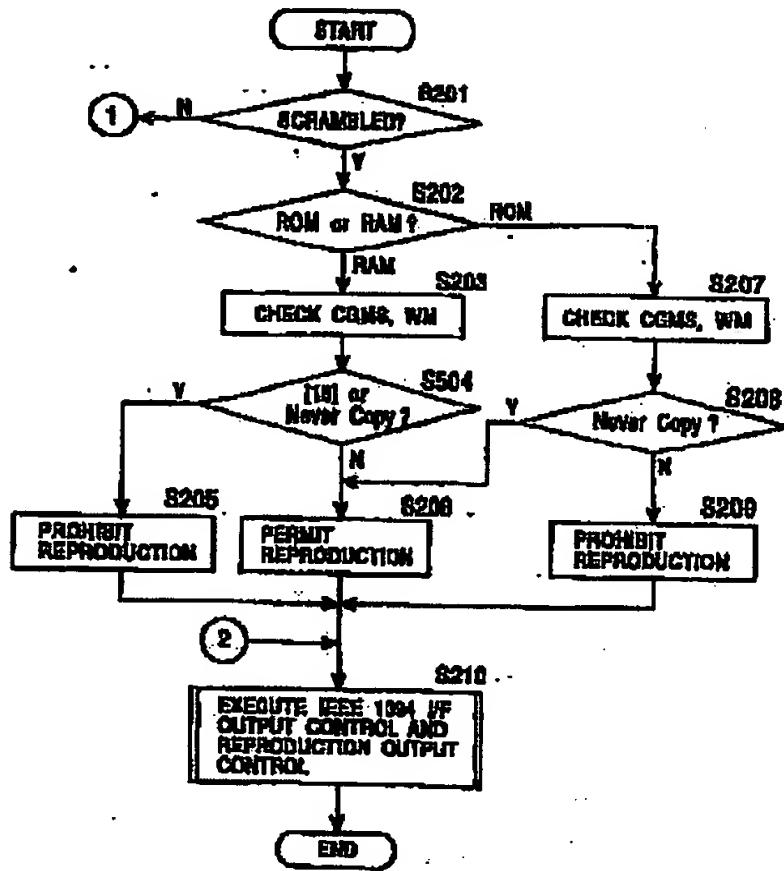 START
S201
SCRAMBLED?
N
1
Y
S202
ROM or RAM?
ROM
RAM
S203
CHECK CGMS, WM
S207
CHECK CGMS, WM
S504
or
Never Copy?
Y
N
S208
Never Copy?
Y
N
S205
PROHIBIT
REPRODUCTION
PERMIT
REPRODUCTION
S209
PROHIBIT
REPRODUCTION
2
S210
EXECUTE IEEE 1394 I/F
OUTPUT CONTROL AND
REPRODUCTION OUTPUT
CONTROL
END